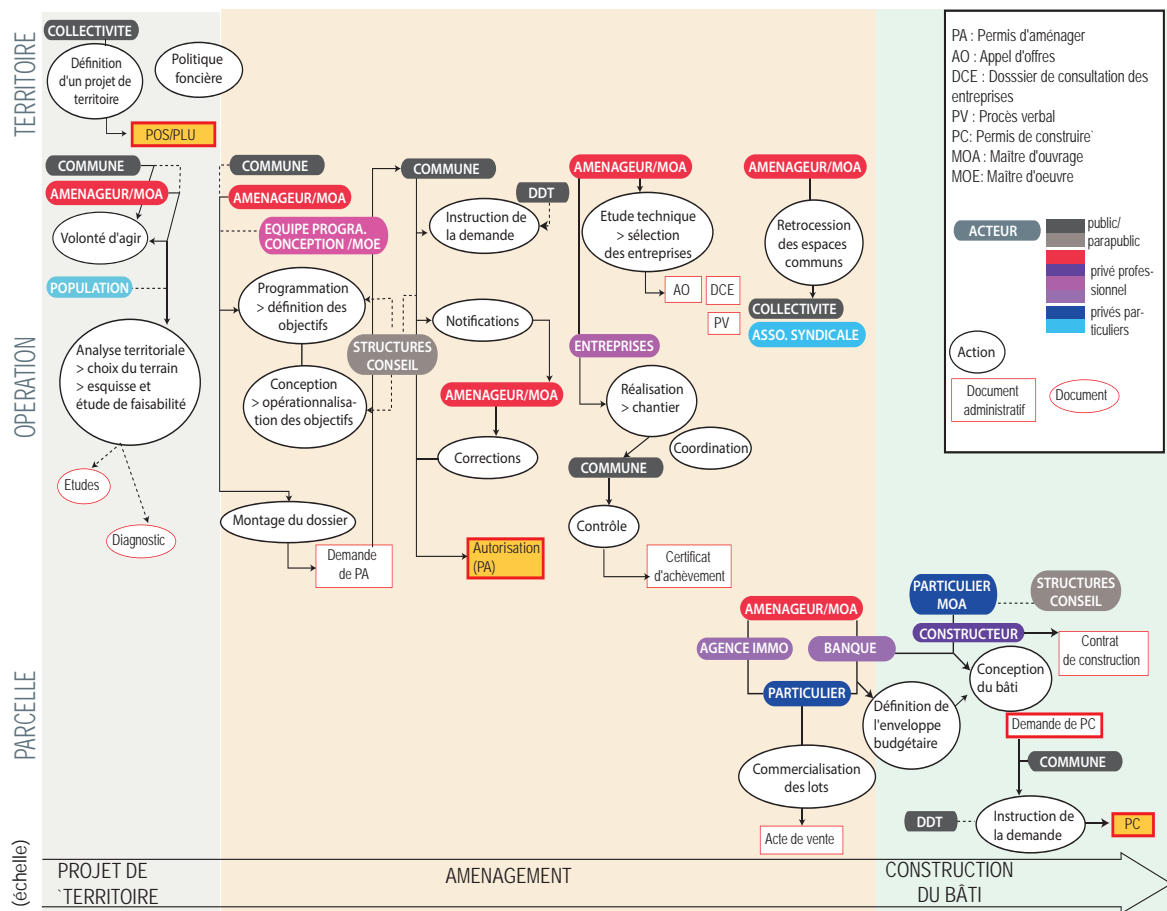 TERRITOIRE
COLLECTIVITE
Définition
d'un projet de
territoire
Politique
foncière
POS/PLU
OPERATION
COMMUNE
AMENAGEUR/MOA
Volonté d'agir
POPULATION
Analyse territoriale
> choix du terrain
> esquisse et
étude de faisabilité
Etudes
Diagnostic
COMMUNE
AMENAGEUR/MOA
EQUIPE PROGRA.
CONCEPTION /MOE
Programmation
> définition des
objectifs
STRUCTURES
CONSEIL
Conception
> opérationnalisa-
tion des objectifs
Montage du dossier
Demande
de PA
COMMUNE
DDT
Instruction de
la demande
Notifications
AMENAGEUR/MOA
Corrections
Autorisation
(PA)
AMENAGEUR/MOA
Etude technique
> sélection
des entreprises
AO
DCE
PV
ENTREPRISES
Réalisation
> chantier
Coordination
COMMUNE
Contrôle
Certificat
d'achèvement
AMENAGEUR/MOA
Retrocession
des espaces
communs
COLLECTIVITE
ASSO. SYNDICALE
PARCELLE
AMENAGEUR/MOA
AGENCE IMMO
BANQUE
PARTICULIER
Commercialisation
des lots
Acte de vente
Définition de
l'enveloppe
budgétaire
PARTICULIER
MOA
STRUCTURES
CONSEIL
CONSTRUCTEUR
Contrat
de construction
Conception
du bâti
Demande de PC
COMMUNE
DDT
Instruction de
la demande
PC
PA : Permis d'aménager
AO : Appel d'offres
DCE : Dosssier de consultation des
entreprises
PV : Procès verbal
PC: Permis de construire`
MOA : Maître d'ouvrage
MOE: Maître d'oeuvre
ACTEUR
public/
parapublic
privé profes-
sionnel
privés par-
ticuliers
Action
Document
administratif
Document
(échelle)
PROJET DE
`TERRITOIRE
AMENAGEMENT
CONSTRUCTION
DU BÂTI